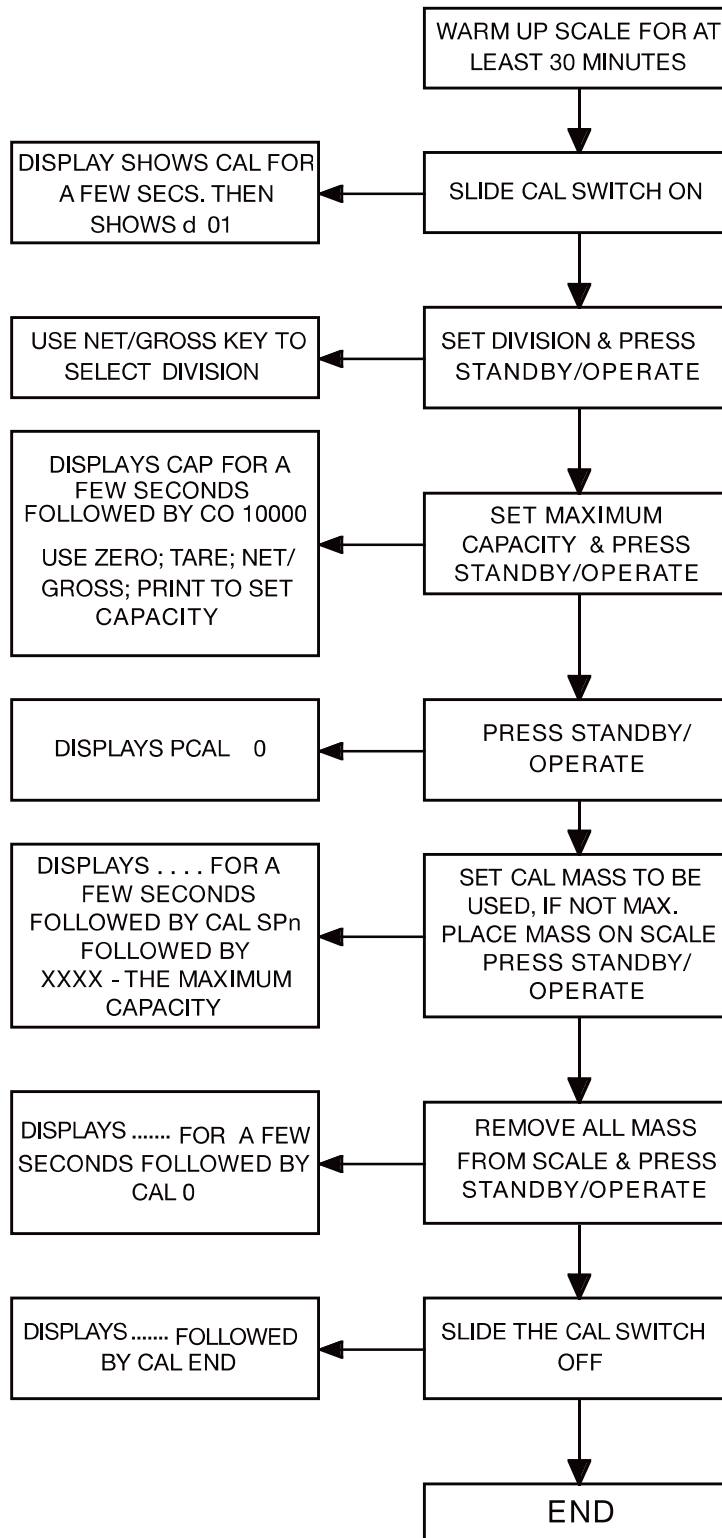 WARM UP SCALE FOR AT
LEAST 30 MINUTES
DISPLAY SHOWS CAL FOR
A FEW SECS. THEN
SHOWS d 01
SLIDE CAL SWITCH ON
USE NET/GROSS KEY TO
SELECT DIVISION
SET DIVISION & PRESS
STANDBY/OPERATE
DISPLAYS CAP FOR A
FEW SECONDS
FOLLOWED BY CO 10000
USE ZERO; TARE; NET/
GROSS; PRINT TO SET
CAPACITY
SET MAXIMUM
CAPACITY & PRESS
STANDBY/OPERATE
DISPLAYS PCAL 0
PRESS STANDBY/
OPERATE
DISPLAYS . . . . FOR A
FEW SECONDS
FOLLOWED BY CAL SPn
FOLLOWED BY
XXXX - THE MAXIMUM
CAPACITY
SET CAL MASS TO BE
USED, IF NOT MAX.
PLACE MASS ON SCALE
PRESS STANDBY/
OPERATE
DISPLAYS ....... FOR A FEW
SECONDS FOLLOWED BY
CAL 0
REMOVE ALL MASS
FROM SCALE & PRESS
STANDBY/OPERATE
DISPLAYS ....... FOLLOWED
BY CAL END
SLIDE THE CAL SWITCH
OFF
END